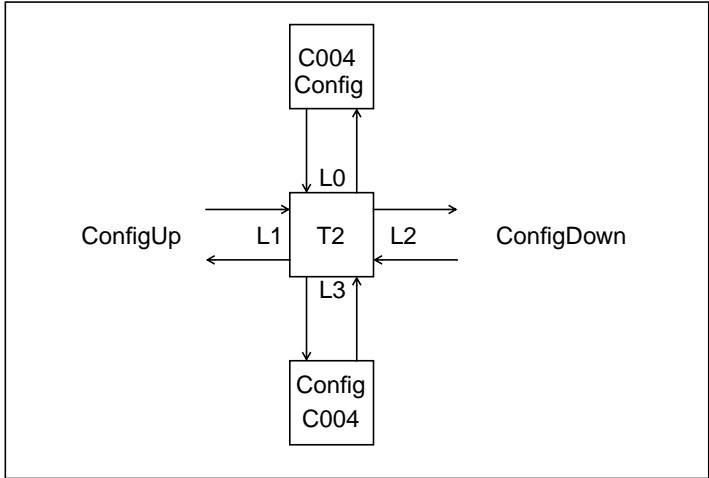 C004
Config
L0
ConfigUp L1 T2 L2 ConfigDown
L3
Config
C004